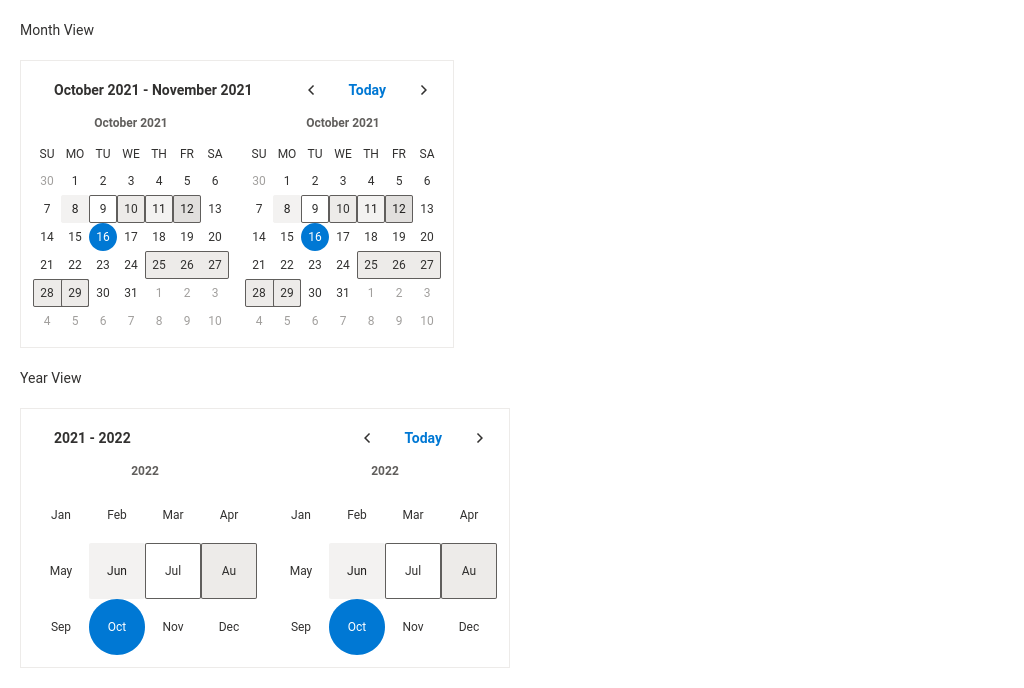 Month View
October 2021 - November 2021 Today
October 2021 October 2021
SU MO TU WE TH FR SA SU MO TU WE TH FR SA
30 1 2 3 4 5 6 30 1 2 3 4 5 6
7 8 9 10 11 12 13 7 8 9 10 11 12 13
14 15 16 17 18 19 20 14 15 16 17 18 19 20
21 22 23 24 25 26 27 21 22 23 24 25 26 27
28 29 30 31 1 2 3 28 29 30 31 1 2 3
4 5 6 7 8 9 10 4 5 6 7 8 9 10
Year View
2021 - 2022 Today
2022 2022
Jan Feb Mar Apr Jan Feb Mar Apr
May Jun Jul Au May Jun Jul Au
Sep Oct Nov Dec Sep Oct Nov Dec